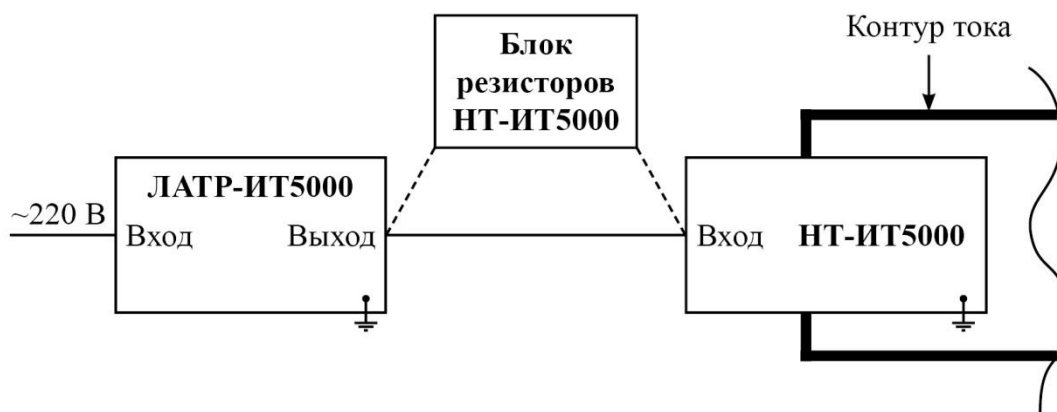 Контур тока
Блок
резисторов
НТ-ИТ5000
ЛАТР-ИТ5000
~220 В
Вход
Выход
Вход
НТ-ИТ5000